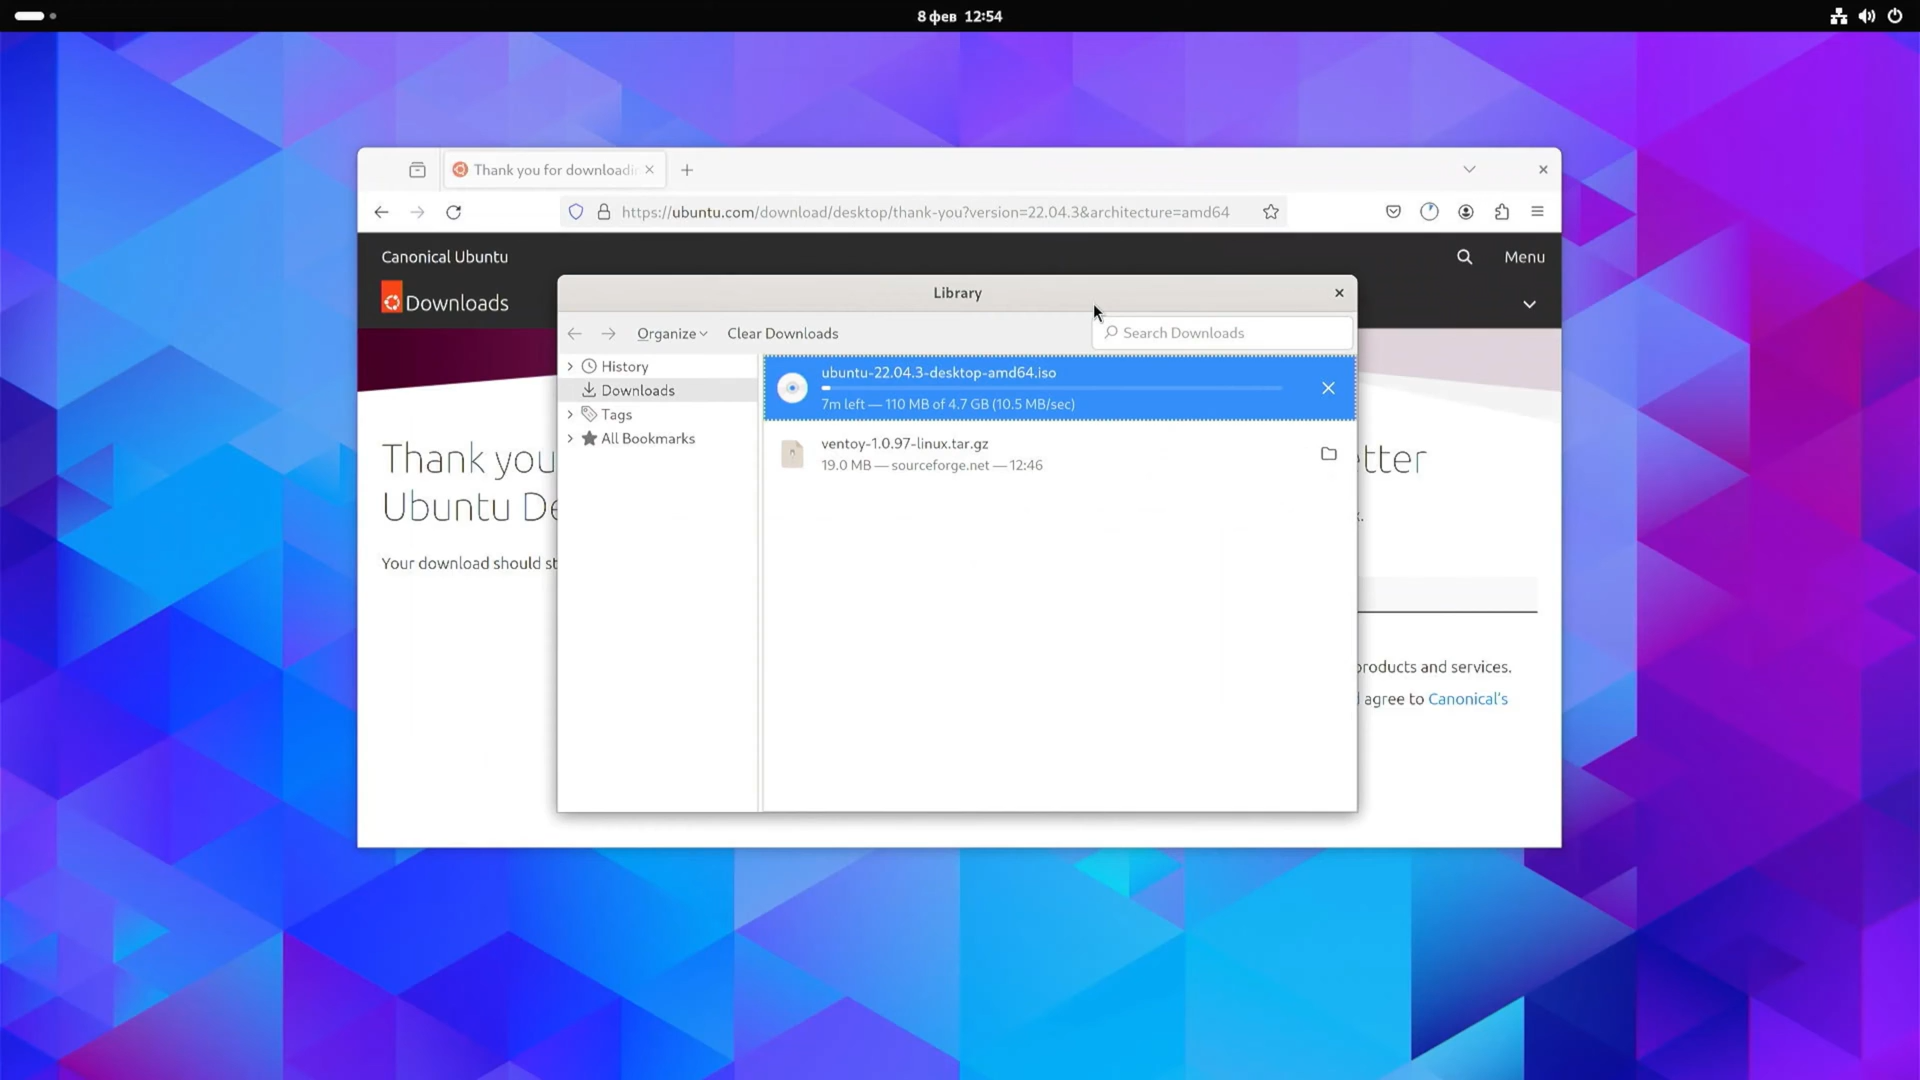 8 фев 12:54
Thank you for downloadi
https://ubuntu.com/download/desktop/thank-you?version=22.04.3&architecture=amd64
Canonical Ubuntu
Menu
Downloads
Library
Organize
Clear Downloads
Search Downloads
History
Downloads
Tags
All Bookmarks
ubuntu-22.04.3-desktop-amd64.iso
7m left — 110 MB of 4.7 GB (10.5 MB/sec)
ventoy-1.0.97-linux.tar.gz
19.0 MB — sourceforge.net — 12:46
Thank you
tter
Ubuntu De
Your download should st
products and services.
agree to Canonical's